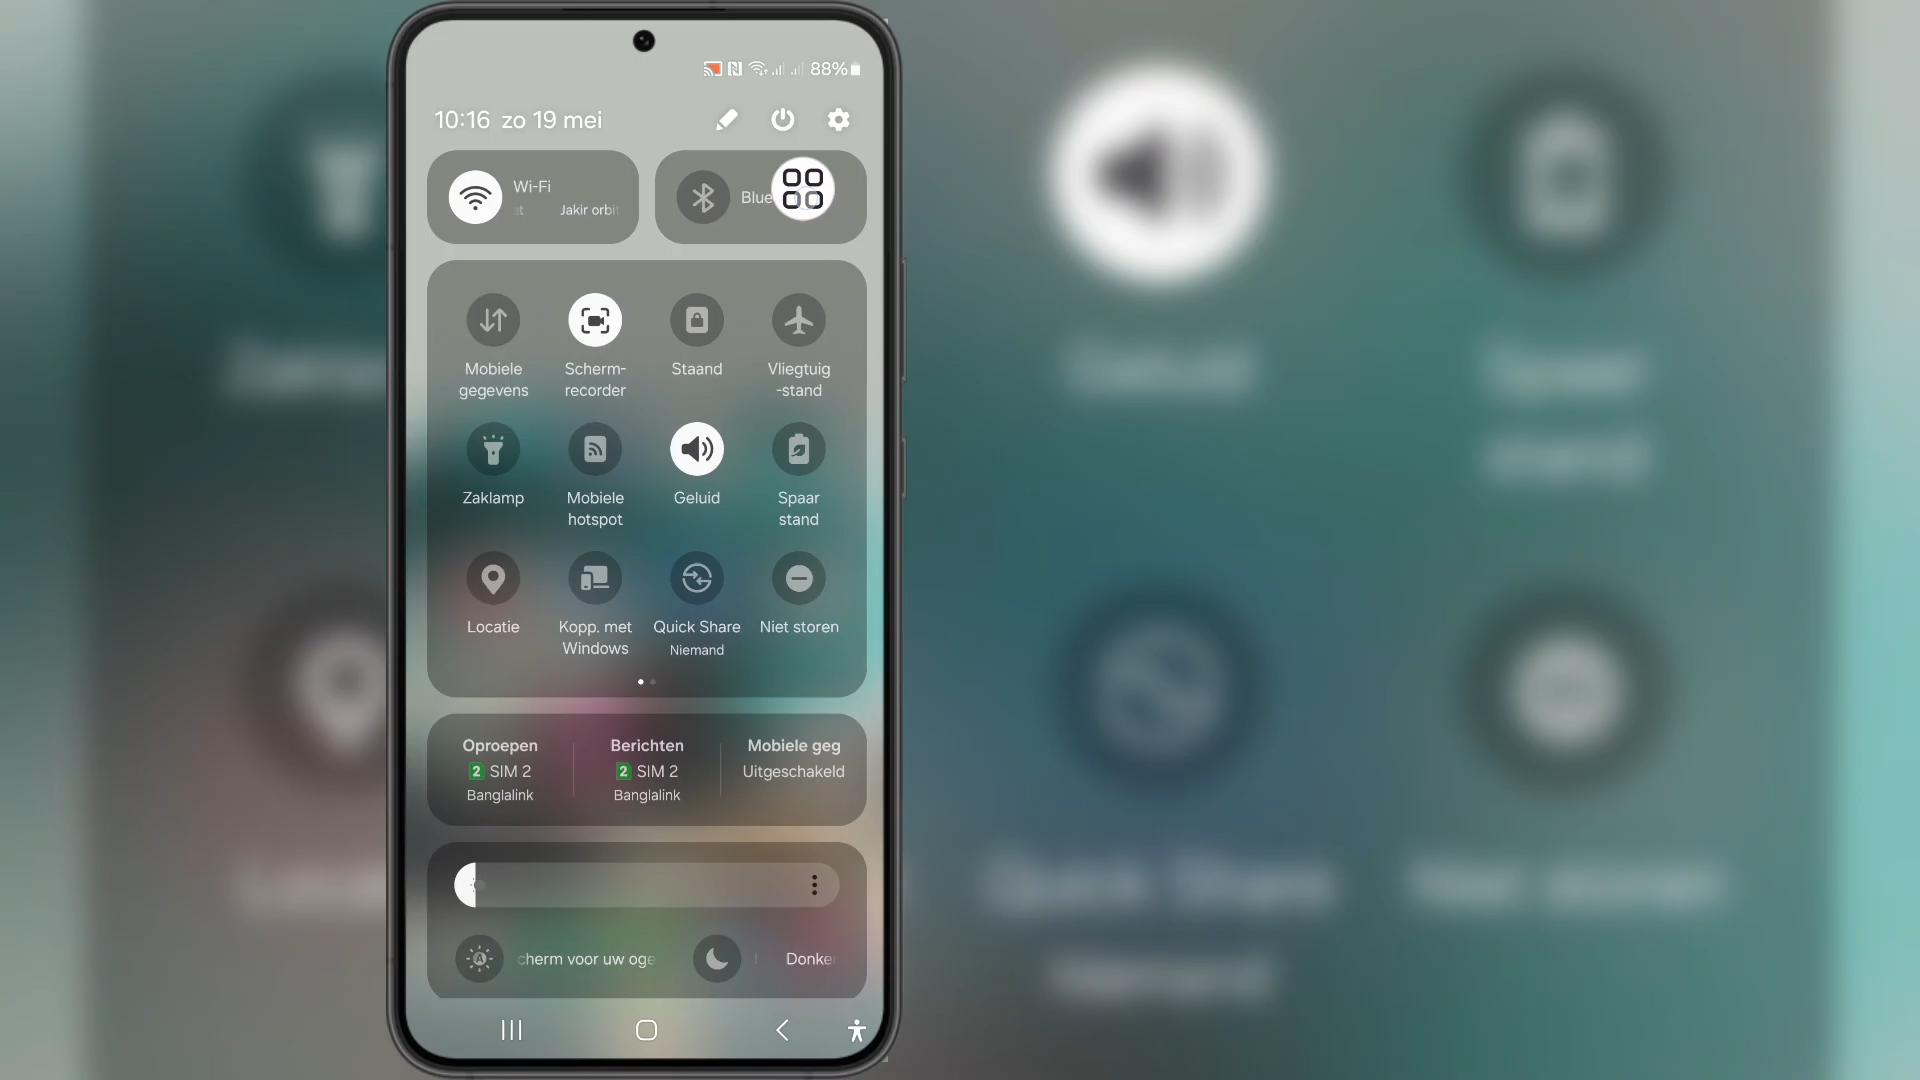 88%
10:16 zo 19 mei
Wi-Fi
Jakir orbit
Blue
Mobiele
gegevens
Scherm-
recorder
Staand
Vliegtuig
-stand
Zaklamp
Mobiele
hotspot
Geluid
Spaar
stand
Locatie
Kopp. met
Windows
Quick Share
Niemand
Niet storen
Oproepen
2 SIM 2
Banglalink
Berichten
2 SIM 2
Banglalink
Mobiele geg
Uitgeschakeld
cherm voor uw oge
Donke